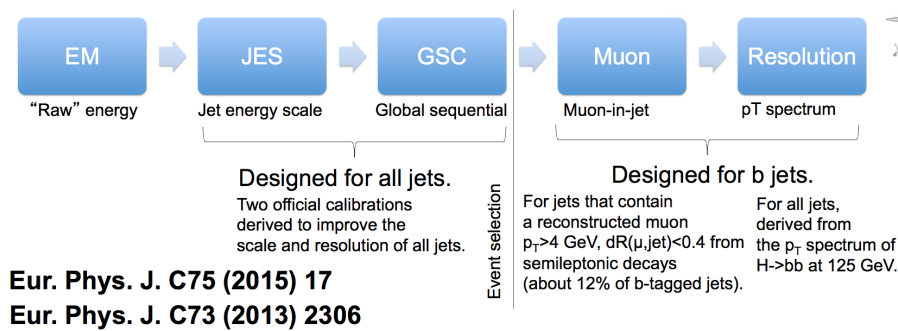 EM
JES
GSC
Muon
Resolution
“Raw” energy
Jet energy scale
Global sequential
Muon-in-jet
pT spectrum
Designed for all jets.
Two official calibrations
derived to improve the
scale and resolution of all jets.
Event selection
Designed for b jets.
For jets that contain
a reconstructed muon
pT>4 GeV, dR(μ,jet)<0.4 from
semileptonic decays
(about 12% of b-tagged jets).
For all jets,
derived from
the pT spectrum of
H->bb at 125 GeV.
Eur. Phys. J. C75 (2015) 17
Eur. Phys. J. C73 (2013) 2306